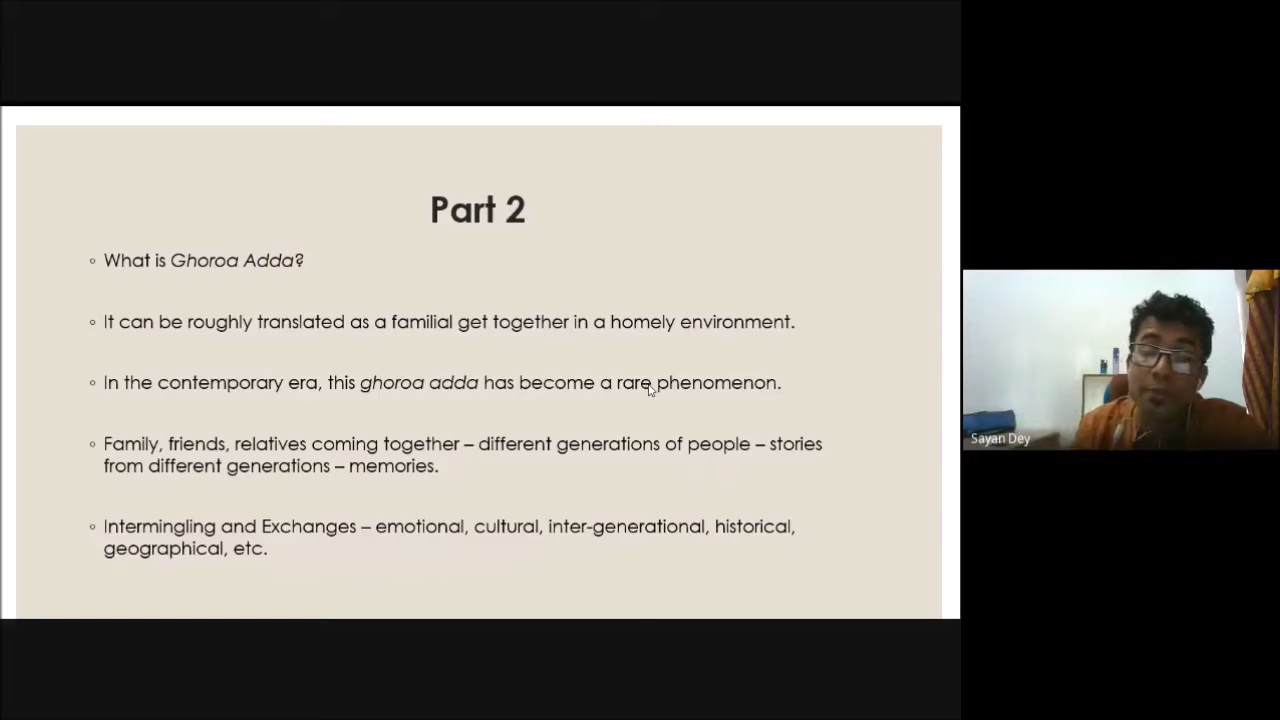 Part 2
What is Ghoroa Adda?
It can be roughly translated as a familial get together in a homely environment.
In the contemporary era, this ghoroa adda has become a rare phenomenon.
Family, friends, relatives coming together – different generations of people – stories
from different generations – memories.
Intermingling and Exchanges – emotional, cultural, inter-generational, historical,
geographical, etc.
Sayan Dey